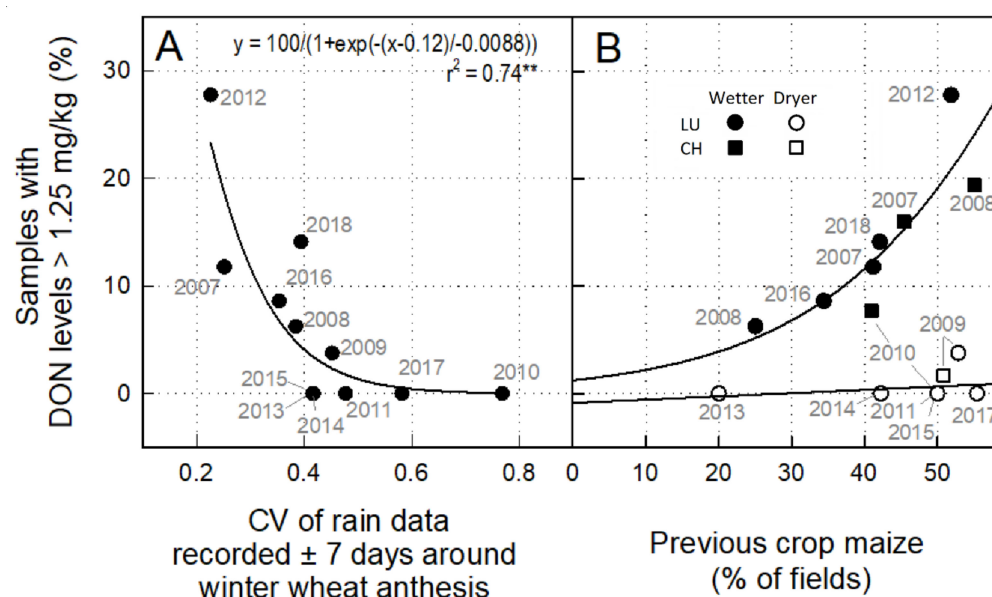 A
y = 100/(1+exp(-(x-0.12)/-0.0088))
r² = 0.74**
Samples with
DON levels > 1.25 mg/kg (%)
30
20
10
0
2012
2018
2016
2007
2008
2009
2015
2013
2014
2011
2017
2010
0.2
0.4
0.6
0.8
CV of rain data
recorded ± 7 days around
winter wheat anthesis
B
Wetter Dryer
LU
CH
2012
2007
2008
2018
2007
2016
2008
2009
2010
2013
2014
2011
2015
2017
0
10
20
30
40
50
Previous crop maize
(% of fields)